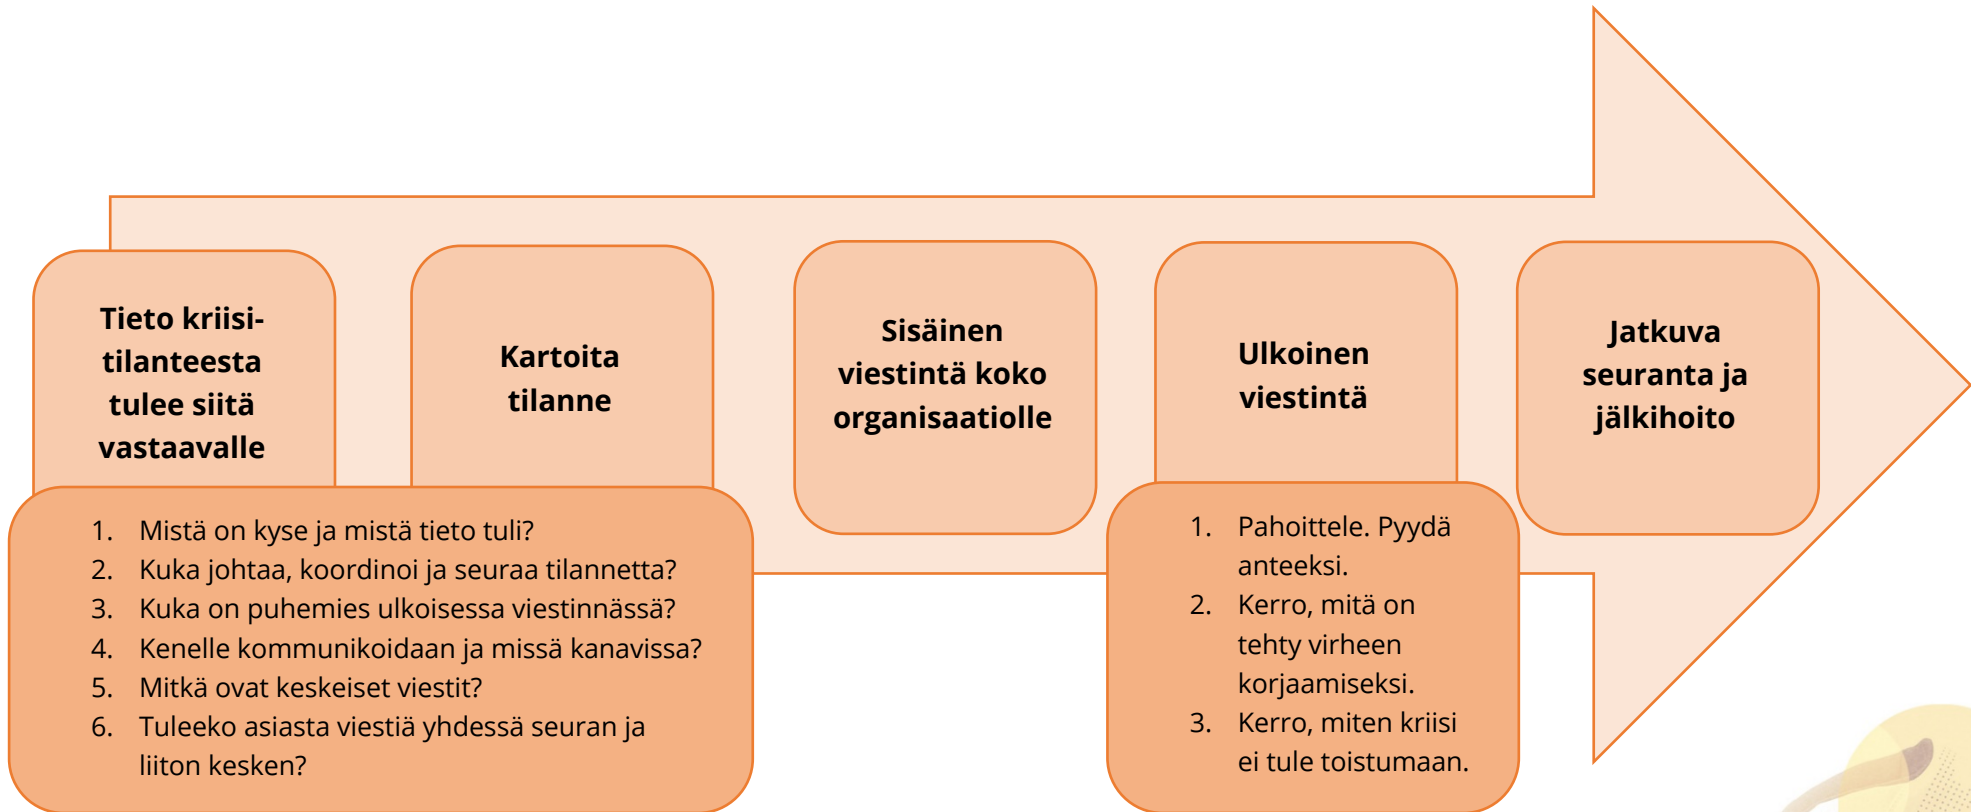 Tieto kriisi-
tilanteesta
tulee siitä
vastaavalle
Kartoita
tilanne
Sisäinen
viestintä koko
organisaatiolle
Ulkoinen
viestintä
Jatkuva
seuranta ja
jälkihoito
1. Mistä on kyse ja mistä tieto tuli?
2. Kuka johtaa, koordinoi ja seuraa tilannetta?
3. Kuka on puhemies ulkoisessa viestinnässä?
4. Kenelle kommunikoidaan ja missä kanavissa?
5. Mitkä ovat keskeiset viestit?
6. Tuleeko asiasta viestiä yhdessä seuran ja
liiton kesken?
1. Pahoittele. Pyydä
anteeksi.
2. Kerro, mitä on
tehty virheen
korjaamiseksi.
3. Kerro, miten kriisi
ei tule toistumaan.